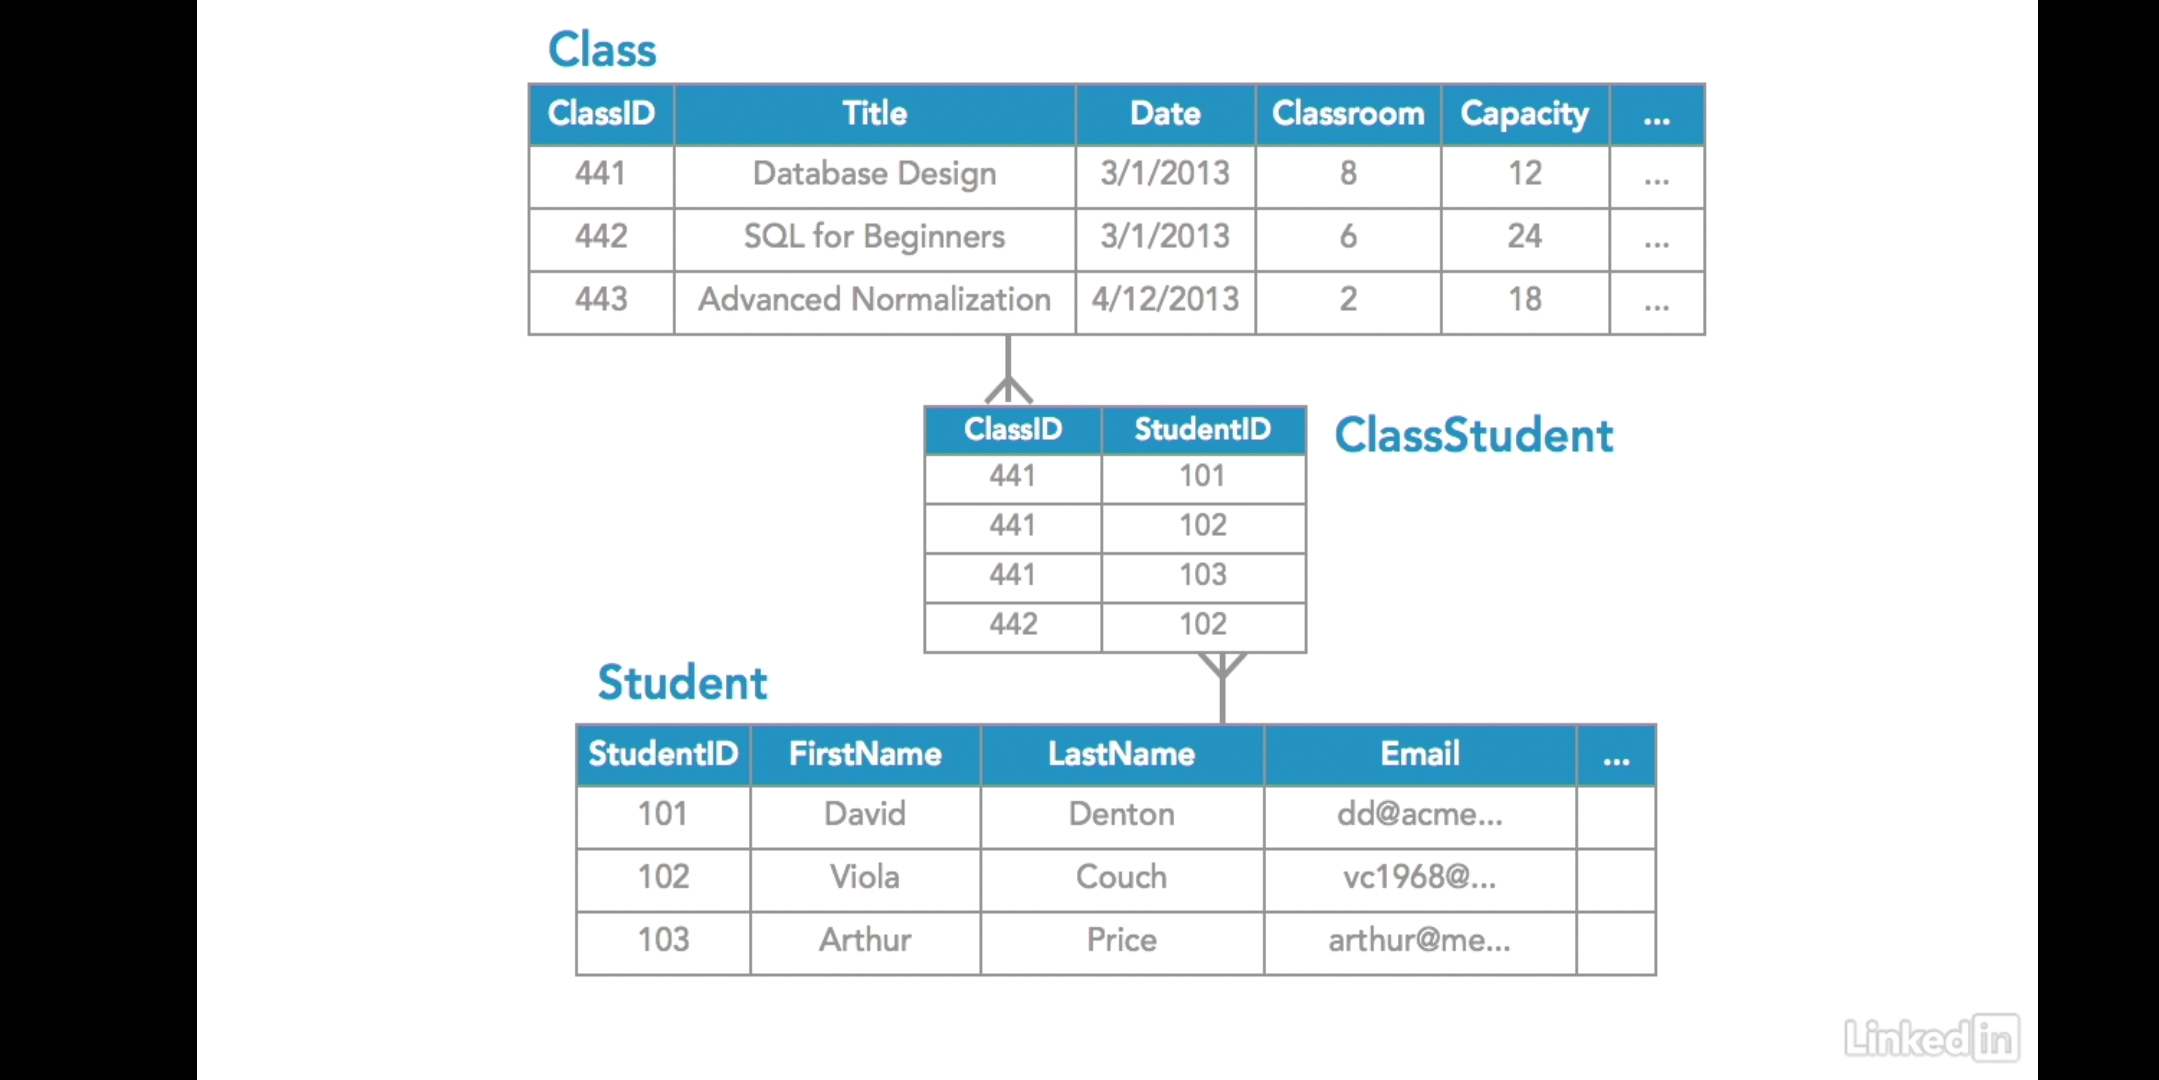 Class
ClassID Title Date Classroom Capacity ...
441 Database Design 3/1/2013 8 12 ...
442 SQL for Beginners 3/1/2013 6 24 ...
443 Advanced Normalization 4/12/2013 2 18 ...
ClassID StudentID
ClassStudent
441 101
441 102
441 103
442 102
Student
StudentID FirstName LastName Email ...
101 David Denton dd@acme...
102 Viola Couch vc1968@...
103 Arthur Price arthur@me...
Linked in